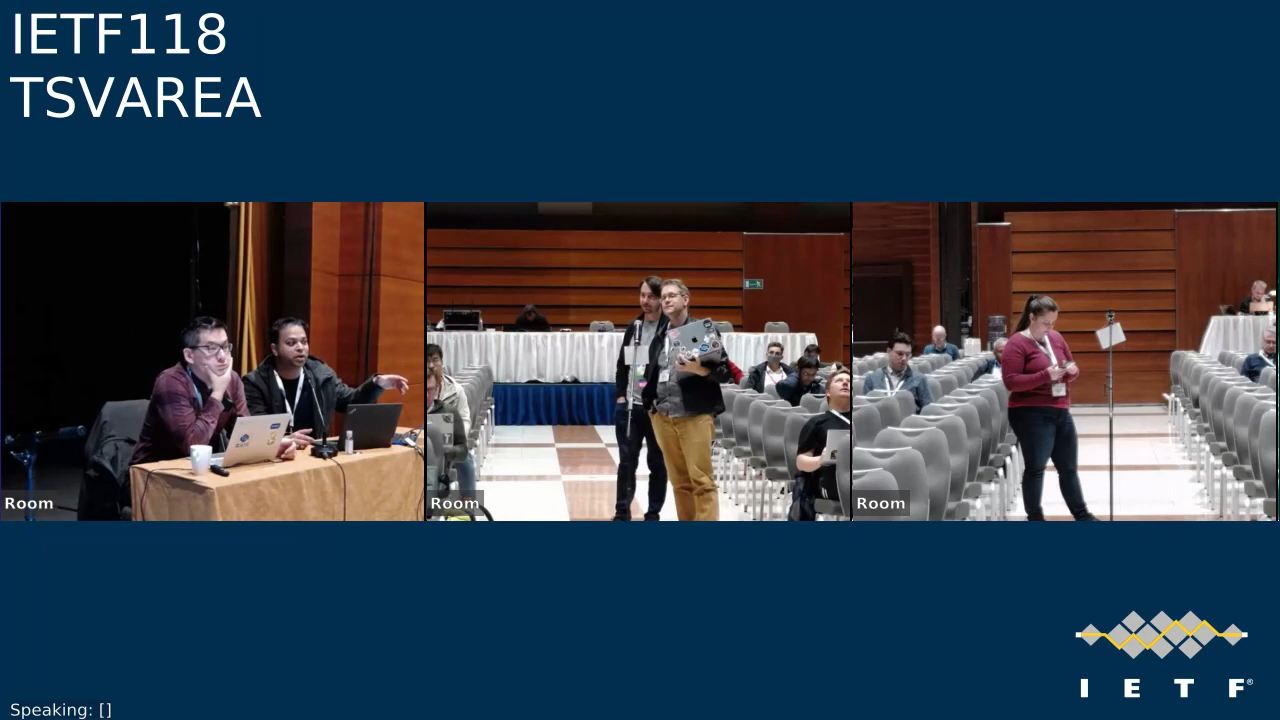 IETF118
TSVAREA
Room
Room
Room
I E T F®
Speaking: []